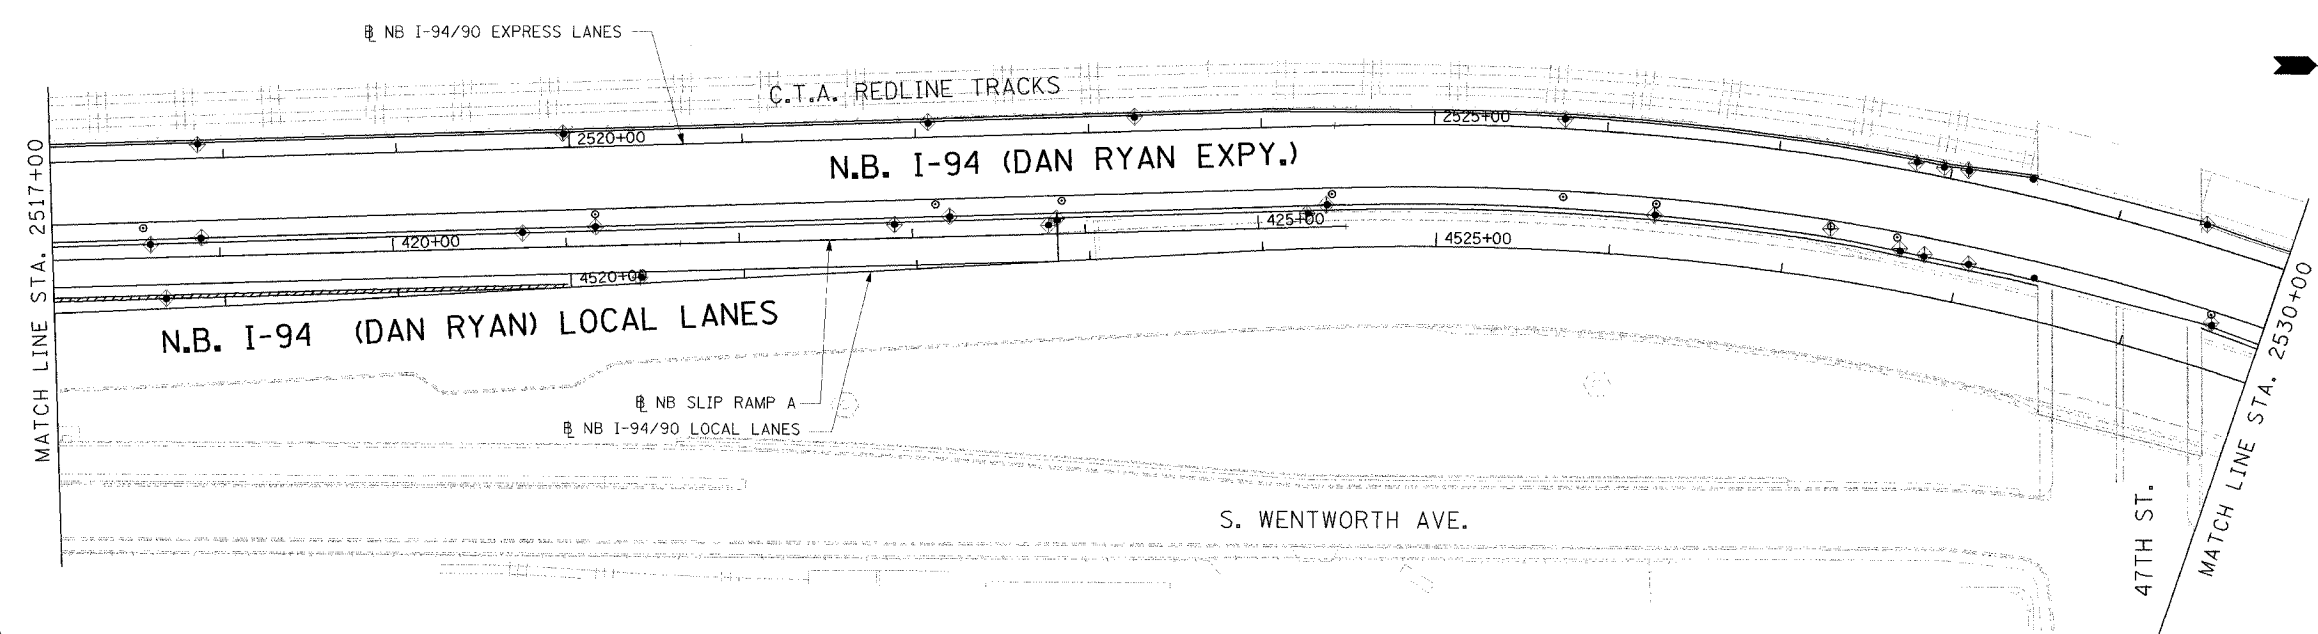 ℄ NB I-94/90 EXPRESS LANES
C.T.A. REDLINE TRACKS
2520+00
2525+00
N.B. I-94 (DAN RYAN EXPY.)
MATCH LINE STA. 2517+00
420+00
425+00
4525+00
4520+00
N.B. I-94 (DAN RYAN) LOCAL LANES
℄ NB SLIP RAMP A
℄ NB I-94/90 LOCAL LANES
S. WENTWORTH AVE.
47TH ST.
MATCH LINE STA. 2530+00